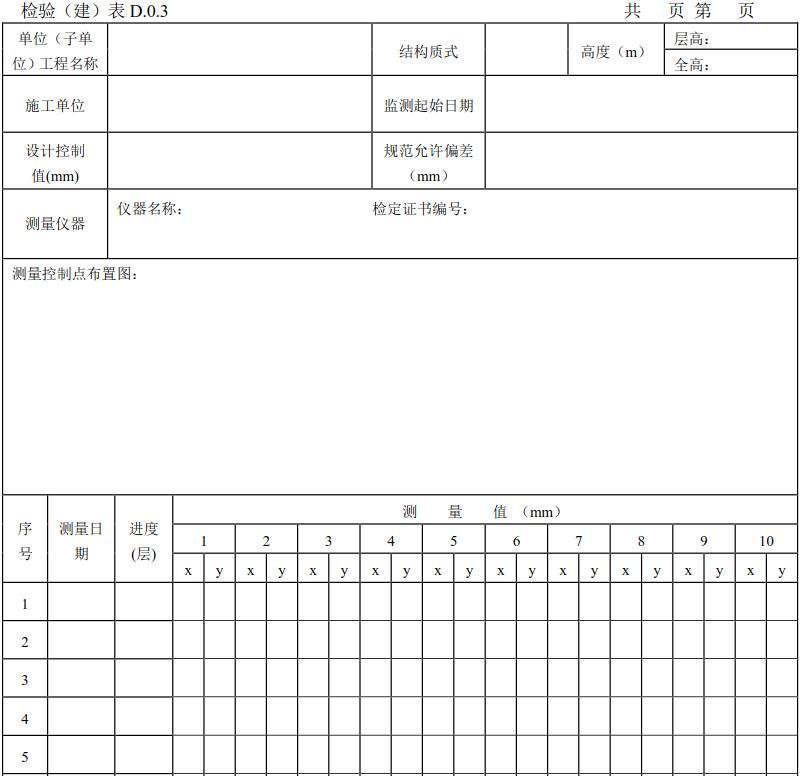 检验（建）表 D.0.3 共 页 第 页
单位（子单
位）工程名称
结构质式
高度（m）
层高：
全高：
施工单位
监测起始日期
设计控制
值(mm)
规范允许偏差
（mm）
测量仪器
仪器名称：
检定证书编号：
测量控制点布置图：
序
号
测量日
期
进度
(层)
测 量 值 （mm）
1 2 3 4 5 6 7 8 9 10
x y x y x y x y x y x y x y x y x y x y
1
2
3
4
5